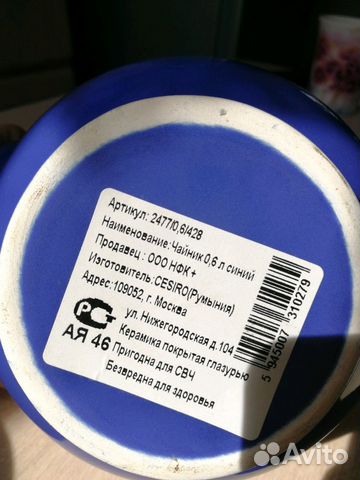 Артикул: 2477/0,6/428
Наименование:Чайник 0,6 л синий
Продавец : ООО НФК+
Изготовитель:CESIRO(Румыния)
Адрес:109052, г. Москва
ул. Нижегородская д.104
Керамика покрытая глазурью
Пригодна для СВЧ
Безвредна для здоровья
РСТ
АЯ 46
5 945007 310279
Avito